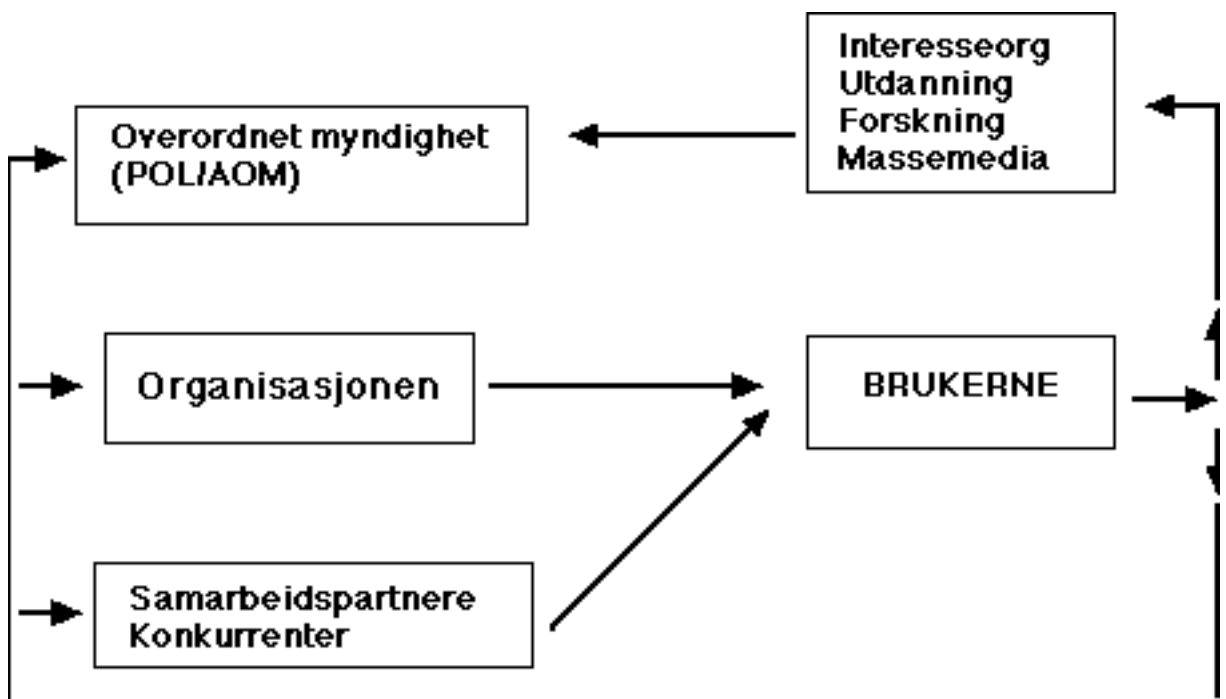 Interesseorg
Utdanning
Forskning
Massemedia
Overordnet myndighet
(POL/AOM)
Organisasjonen
BRUKERNE
Samarbeidspartnere
Konkurrenter